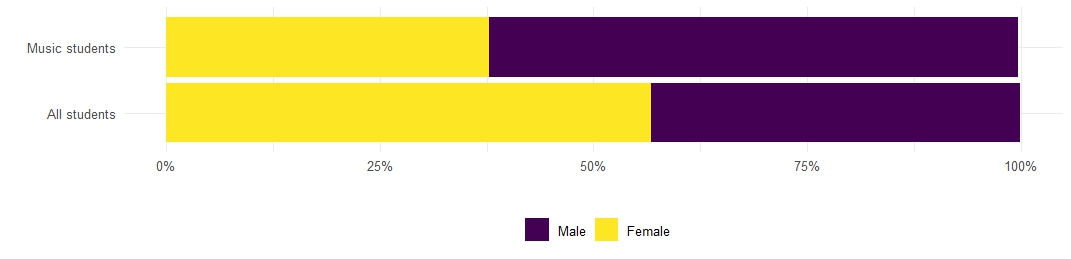 Music students
All students
0% 25% 50% 75% 100%
Male Female